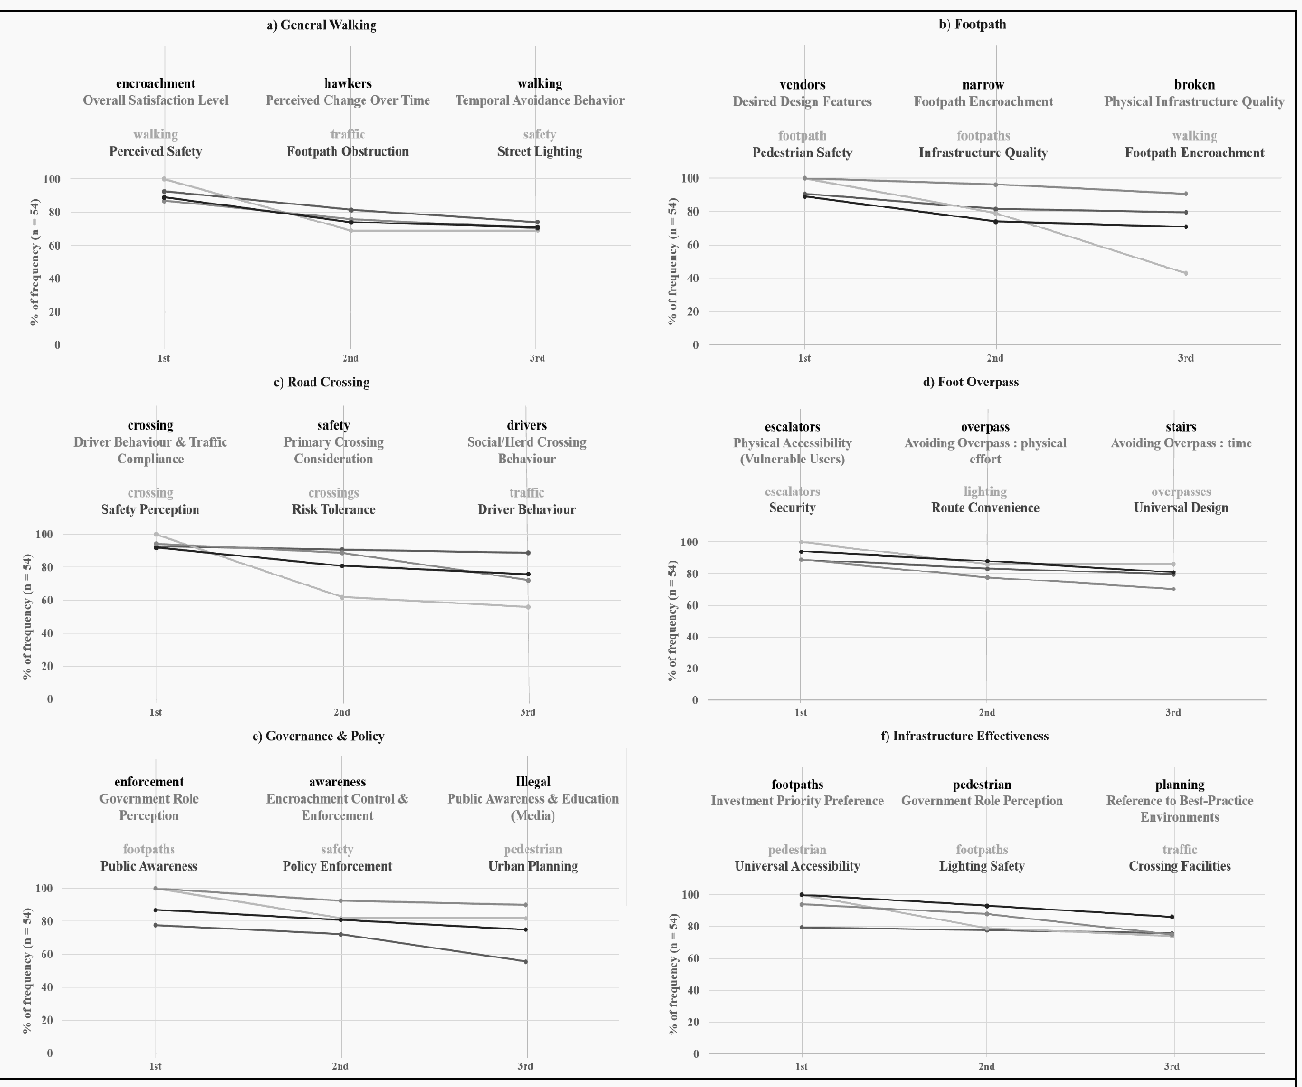 a) General Walking
encroachment hawkers walking
Overall Satisfaction Level Perceived Change Over Time Temporal Avoidance Behavior
walking traffic safety
Perceived Safety Footpath Obstruction Street Lighting
% of frequency (n = 54)
100
80
60
40
20
0
1st 2nd 3rd
b) Footpath
vendors narrow broken
Desired Design Features Footpath Encroachment Physical Infrastructure Quality
footpath footpaths walking
Pedestrian Safety Infrastructure Quality Footpath Encroachment
% of frequency (n = 54)
100
80
60
40
20
0
1st 2nd 3rd
c) Road Crossing
crossing safety drivers
Driver Behaviour & Traffic Primary Crossing Social/Herd Crossing
Compliance Consideration Behaviour
crossing crossings traffic
Safety Perception Risk Tolerance Driver Behaviour
% of frequency (n = 54)
100
80
60
40
20
0
1st 2nd 3rd
d) Foot Overpass
escalators overpass stairs
Physical Accessibility Avoiding Overpass : physical Avoiding Overpass : time
(Vulnerable Users) effort
escalators lighting overpasses
Security Route Convenience Universal Design
% of frequency (n = 54)
100
80
60
40
20
0
1st 2nd 3rd
e) Governance & Policy
enforcement awareness Illegal
Government Role Encroachment Control & Public Awareness & Education
Perception Enforcement (Media)
footpaths safety pedestrian
Public Awareness Policy Enforcement Urban Planning
% of frequency (n = 54)
100
80
60
40
20
0
1st 2nd 3rd
f) Infrastructure Effectiveness
footpaths pedestrian planning
Investment Priority Preference Government Role Perception Reference to Best-Practice
Environments
pedestrian footpaths traffic
Universal Accessibility Lighting Safety Crossing Facilities
% of frequency (n = 54)
100
80
60
40
20
0
1st 2nd 3rd